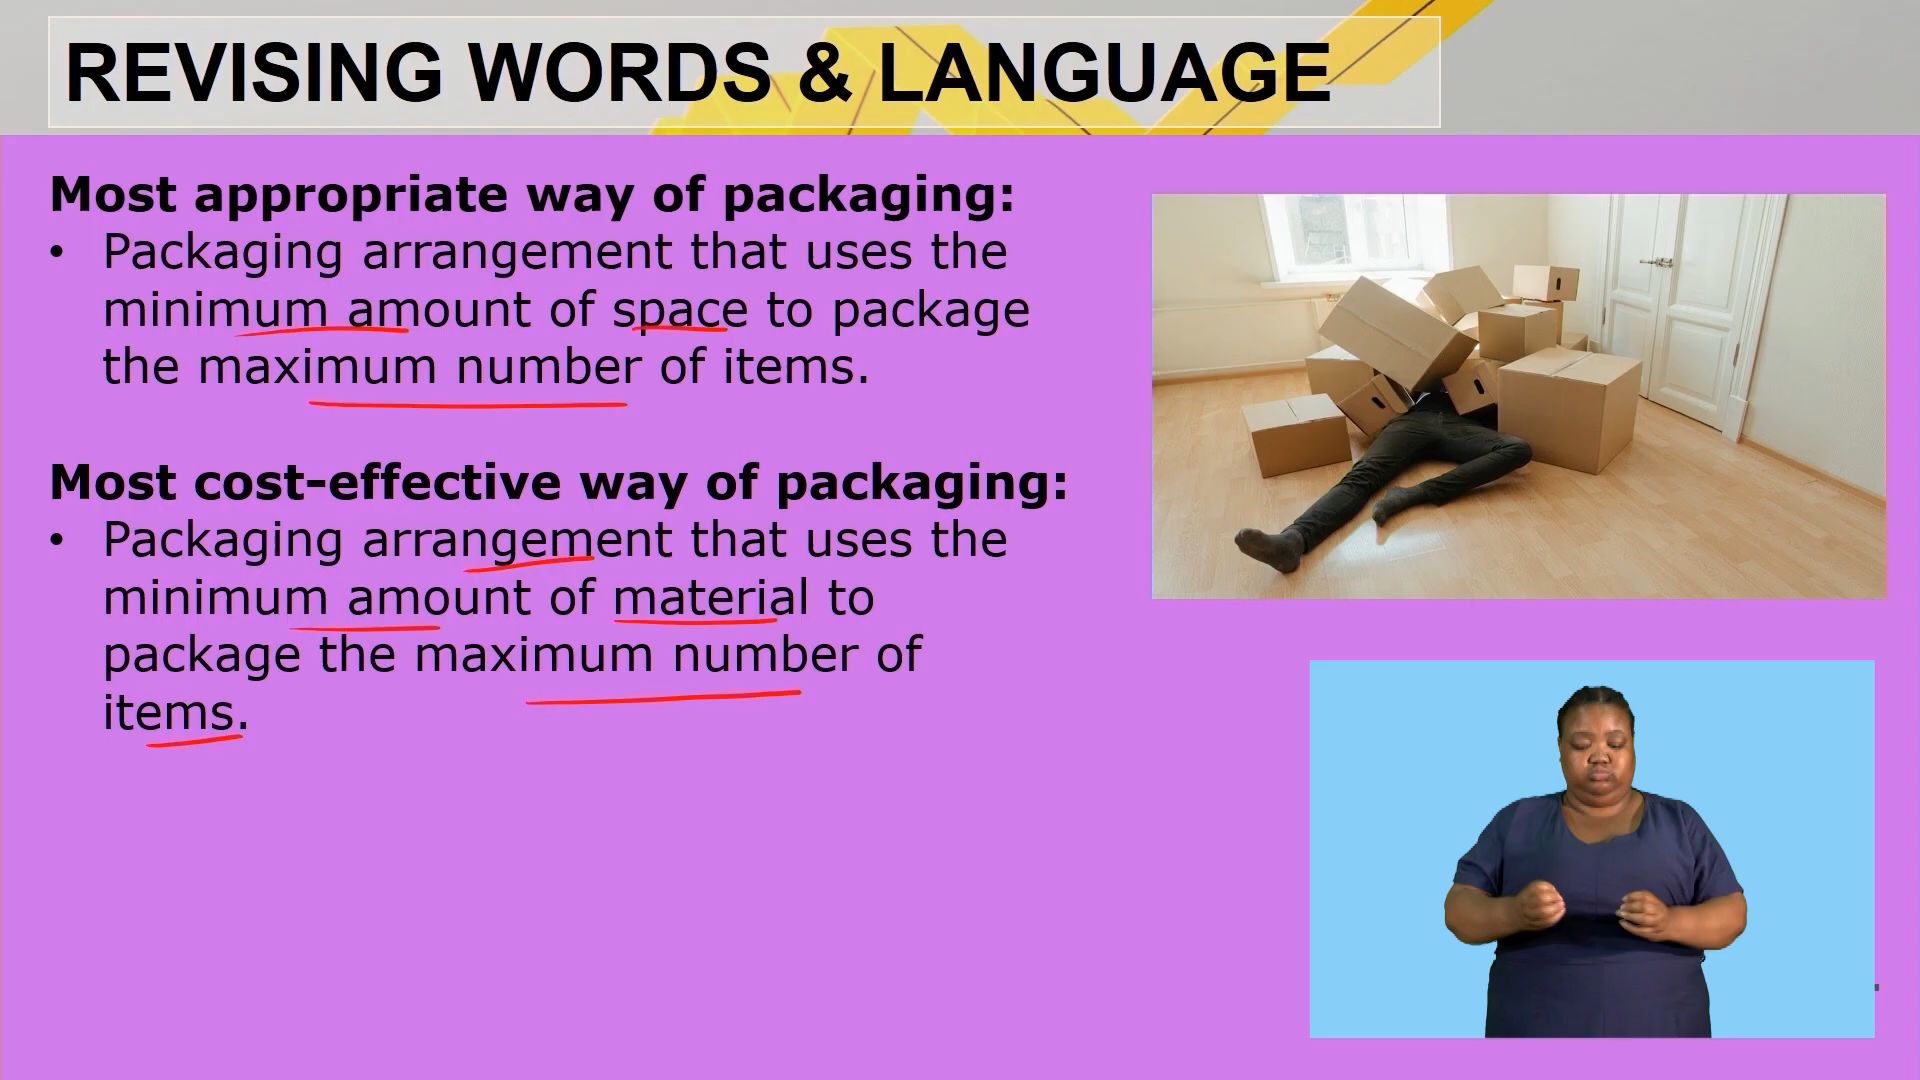 REVISING WORDS & LANGUAGE
Most appropriate way of packaging:
• Packaging arrangement that uses the
minimum amount of space to package
the maximum number of items.
Most cost-effective way of packaging:
• Packaging arrangement that uses the
minimum amount of material to
package the maximum number of
items.